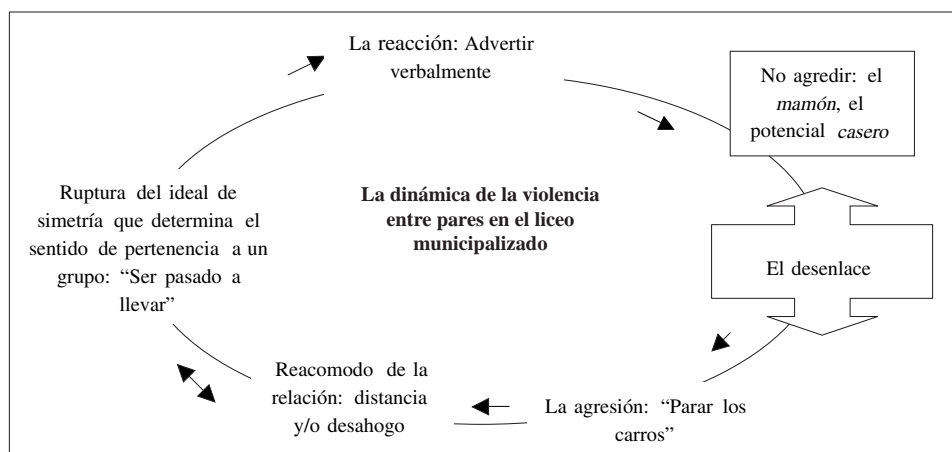 La reacción: Advertir
verbalmente
No agredir: el
mamón, el
potencial casero
Ruptura del ideal de
simetría que determina el
sentido de pertenencia a un
grupo: “Ser pasado a
llevar”
La dinámica de la violencia
entre pares en el liceo
municipalizado
El desenlace
Reacomodo de la
relación: distancia
y/o desahogo
La agresión: “Parar los
carros”